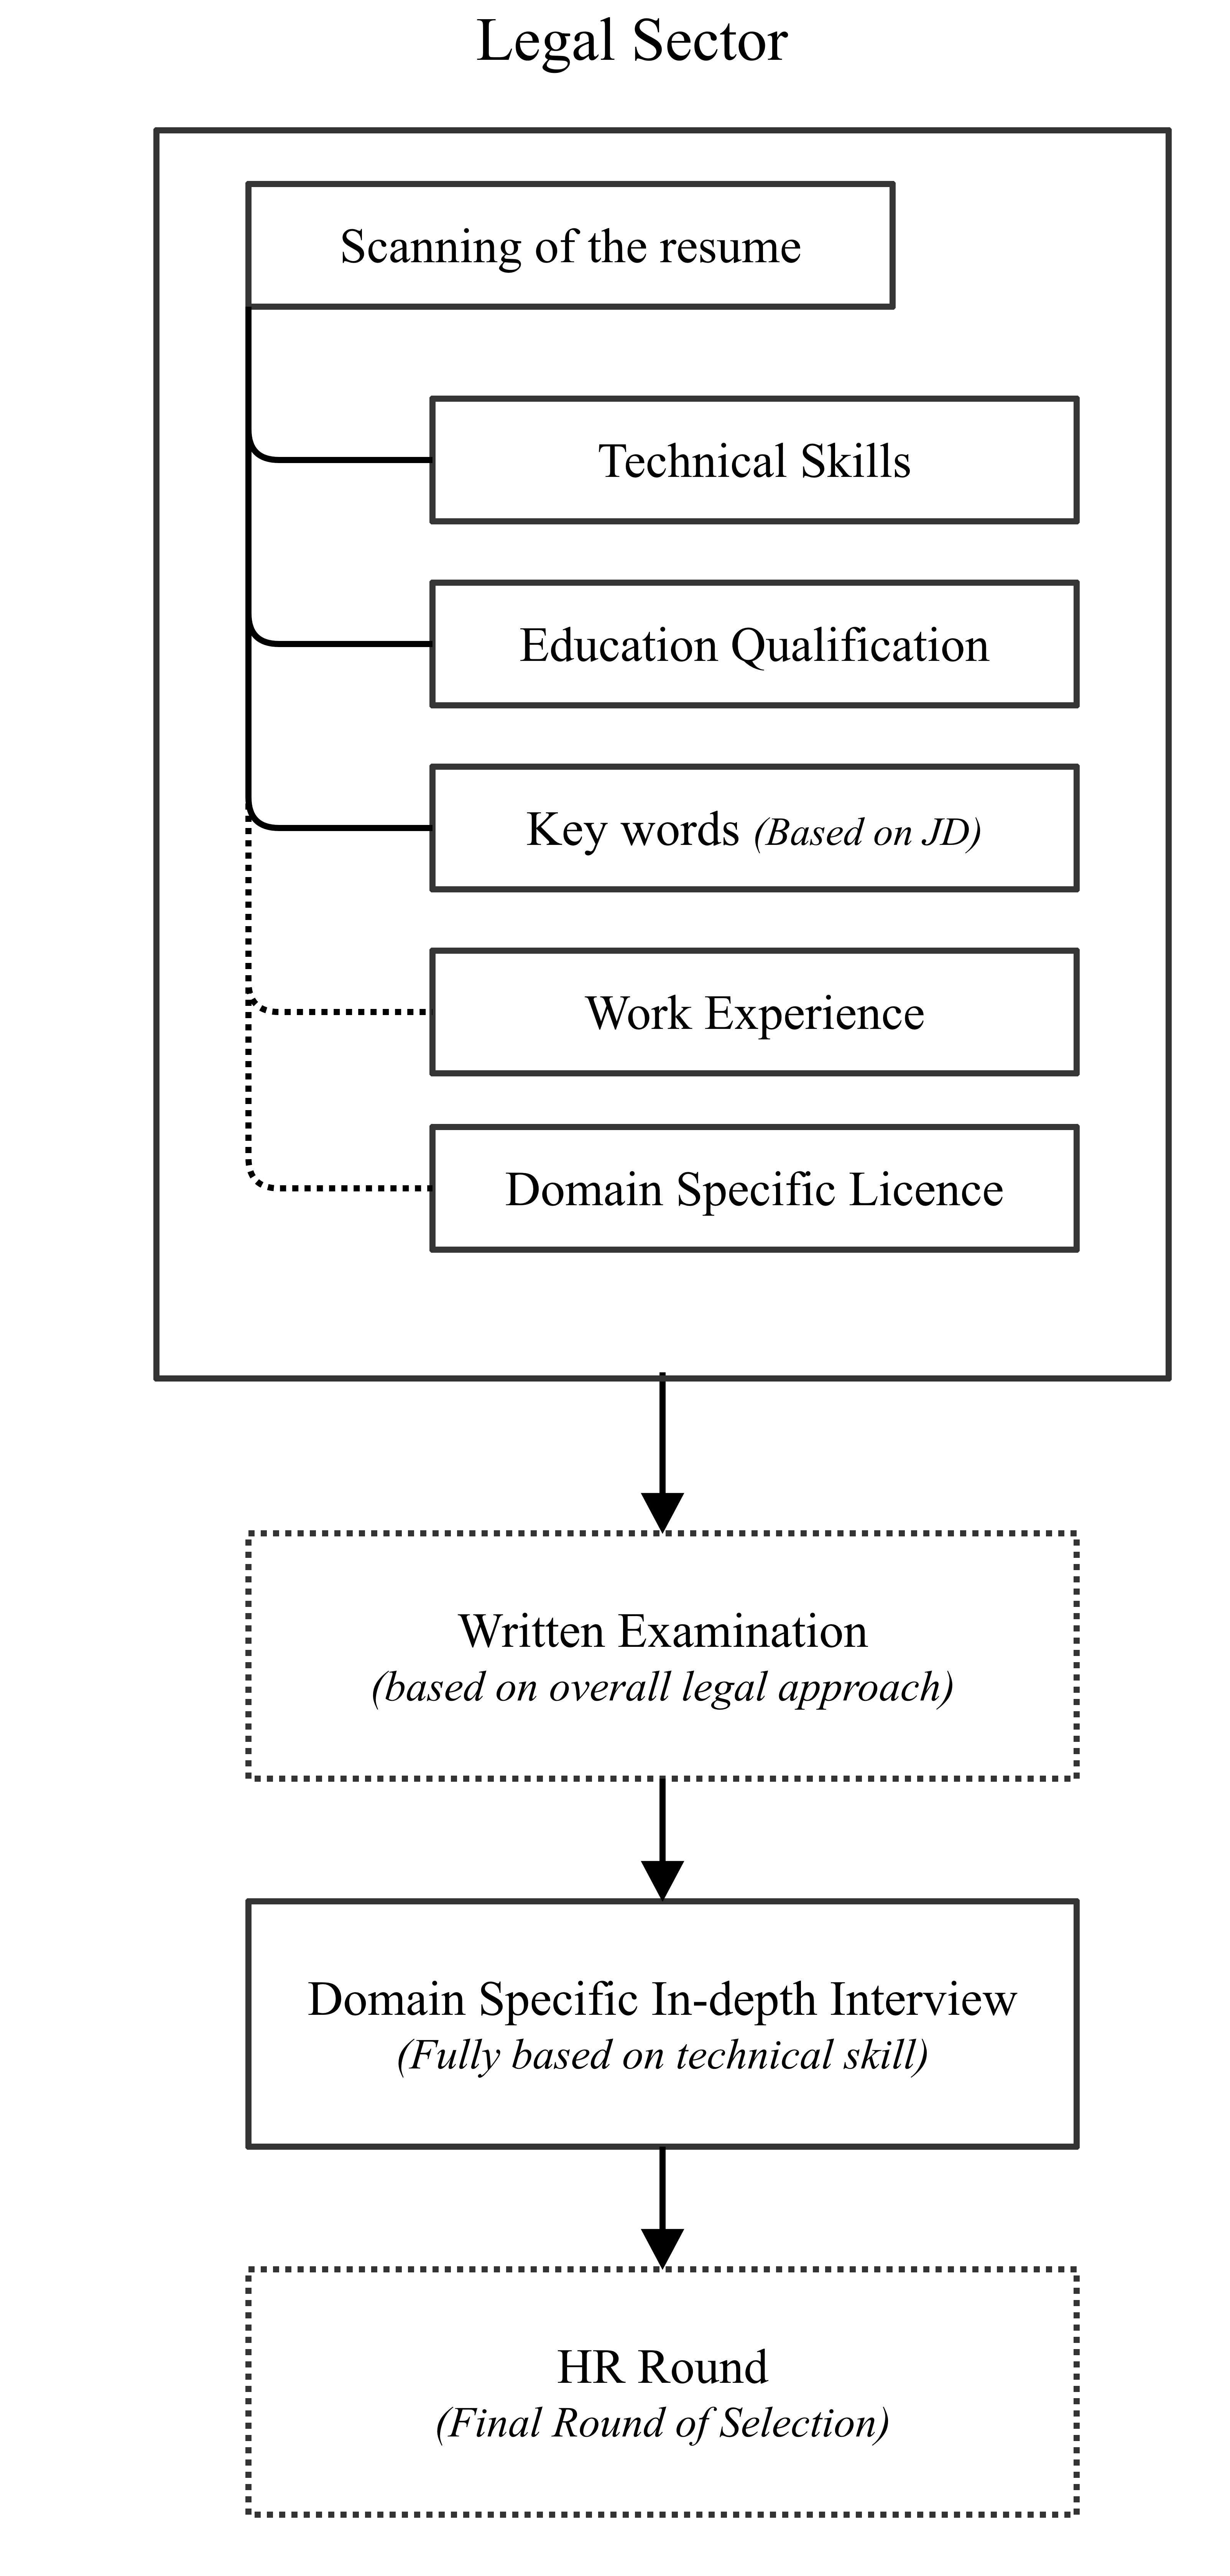 Legal Sector
Scanning of the resume
Technical Skills
Education Qualification
Key words (Based on JD)
Work Experience
Domain Specific Licence
Written Examination
(based on overall legal approach)
Domain Specific In-depth Interview
(Fully based on technical skill)
HR Round
(Final Round of Selection)